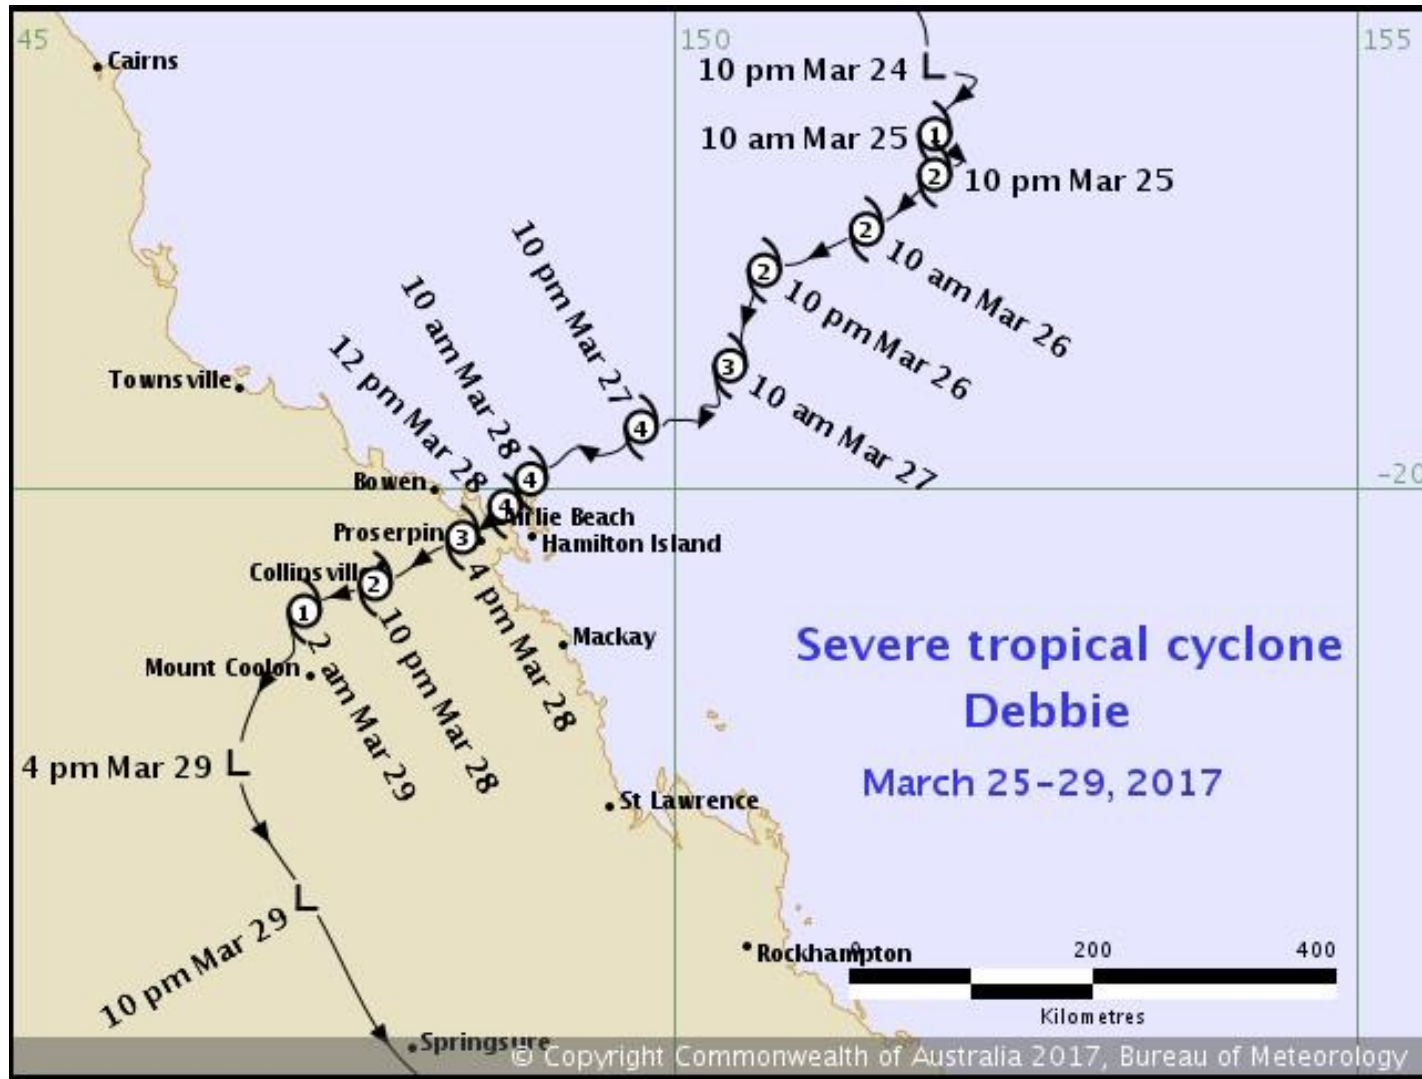 45
150
155
Cairns
10 pm Mar 24 L
10 am Mar 25 1
2 10 pm Mar 25
2
10 am Mar 26
2
10 pm Mar 26
3
10 am Mar 27
10 pm Mar 27
4
10 am Mar 28
4
12 pm Mar 28
4
Townsville
Bowen
-20
Airlie Beach
Proserpin
3
Hamilton Island
4 pm Mar 28
Collinsvill
2
10 pm Mar 28
1
2 am Mar 29
Mackay
Mount Coolon
Severe tropical cyclone
Debbie
March 25-29, 2017
4 pm Mar 29 L
St Lawrence
L
10 pm Mar 29
Rockhampton
0 200 400
Kilometres
Springsure
© Copyright Commonwealth of Australia 2017, Bureau of Meteorology